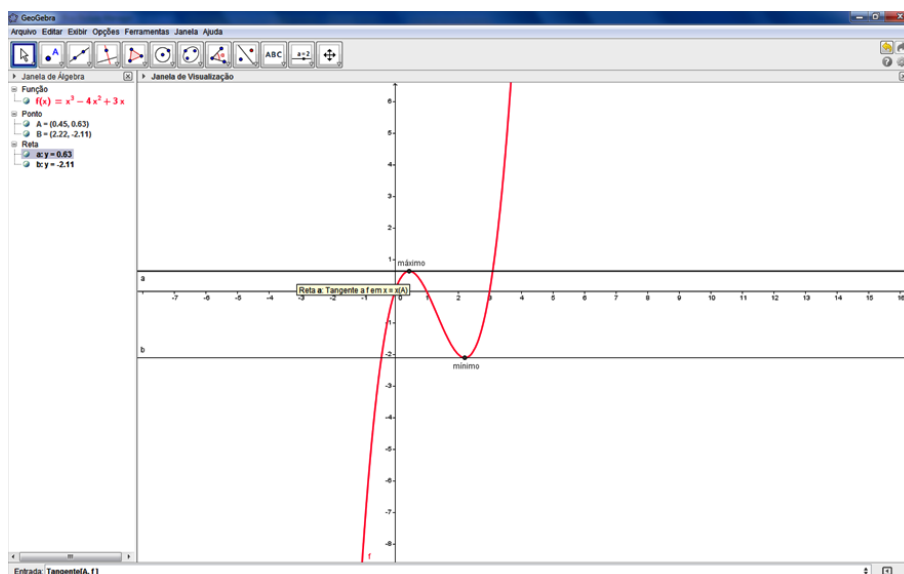 GeoGebra
Arquivo Editar Exibir Opções Ferramentas Janela Ajuda
ABC
a=2
Janela de Álgebra
Janela de Visualização
Função
f(x) = x³ − 4 x² + 3 x
Ponto
A = (0.45, 0.63)
B = (2.22, -2.11)
Reta
a: y = 0.63
b: y = -2.11
6
5
4
3
2
1
máximo
a
Reta a: Tangente a f em x = x(A)
-7 -6 -5 -4 -3 -2 -1 0 1 2 3 4 5 6 7 8 9 10 11 12 13 14 15 16
-1
b
-2
mínimo
-3
-4
-5
-6
-7
-8
f
Entrada: Tangente[A, f]